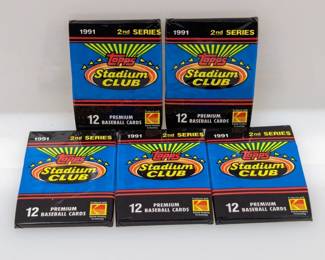 1991 2nd SERIES
Topps
Stadium
CLUB
12 PREMIUM
BASEBALL CARDS
1991 2nd SERIES
Topps
Stadium
CLUB
12 PREMIUM
BASEBALL CARDS
1991 2nd SERIES
Topps
Stadium
CLUB
12 PREMIUM
BASEBALL CARDS
1991 2nd SERIES
Topps
Stadium
CLUB
12 PREMIUM
BASEBALL CARDS
1991 2nd SERIES
Topps
Stadium
CLUB
12 PREMIUM
BASEBALL CARDS